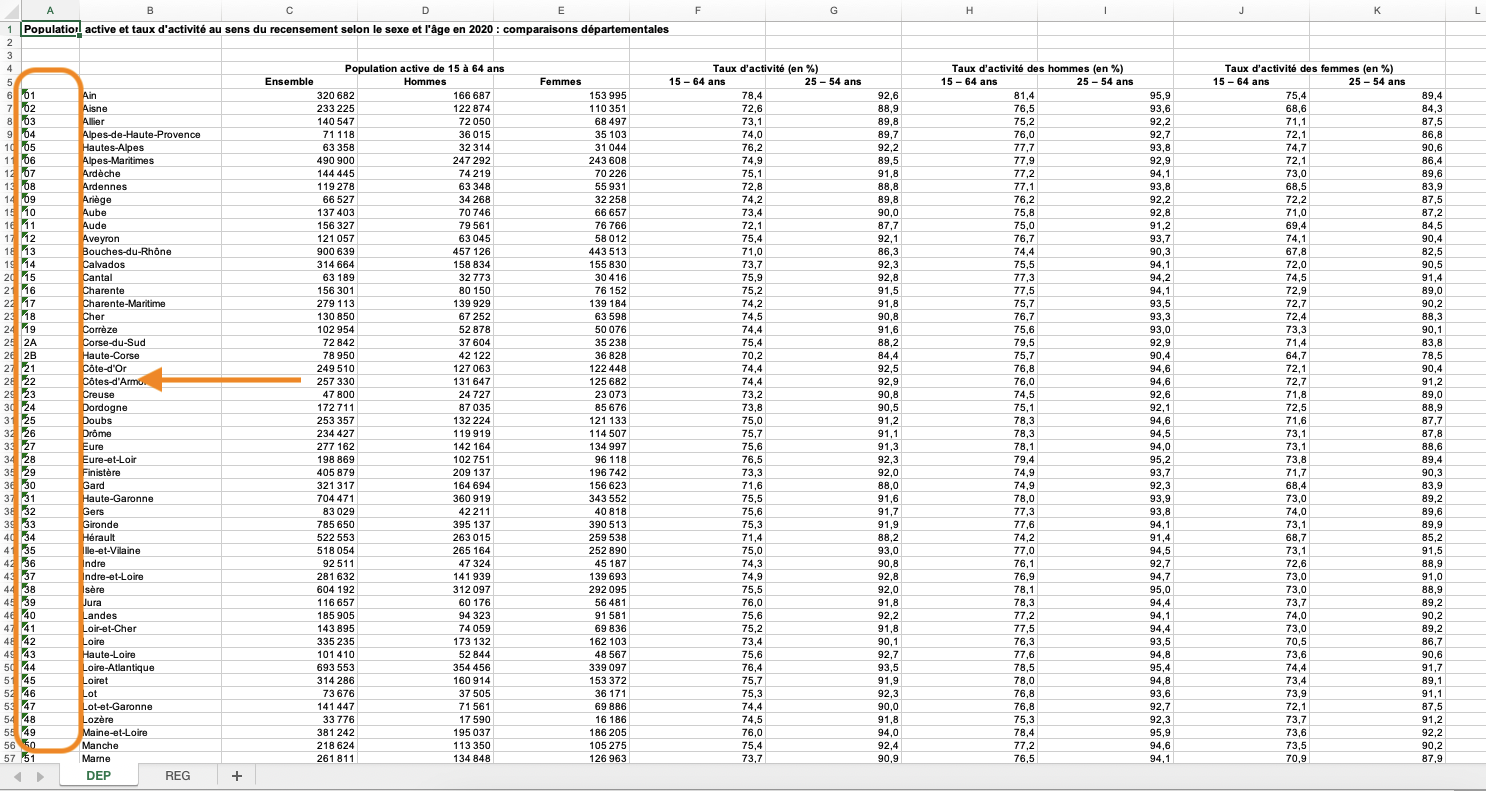 A B C D E F G H I J K L
1 Population active et taux d'activité au sens du recensement selon le sexe et l'âge en 2020 : comparaisons départementales
2
3
4 Population active de 15 à 64 ans Taux d'activité (en %) Taux d'activité des hommes (en %) Taux d'activité des femmes (en %)
5 Ensemble Hommes Femmes 15 – 64 ans 25 – 54 ans 15 – 64 ans 25 – 54 ans 15 – 64 ans 25 – 54 ans
6 01 Ain 320 682 166 687 153 995 78,4 92,6 81,4 95,9 75,4 89,4
7 02 Aisne 233 225 122 874 110 351 72,6 88,9 76,5 93,6 68,6 84,3
8 03 Allier 140 547 72 050 68 497 73,1 89,8 75,2 92,2 71,1 87,5
9 04 Alpes-de-Haute-Provence 71 118 36 015 35 103 74,0 89,7 76,0 92,7 72,1 86,8
10 05 Hautes-Alpes 63 358 32 314 31 044 76,2 92,2 77,7 93,8 74,7 90,6
11 06 Alpes-Maritimes 490 900 247 292 243 608 74,9 89,5 77,9 92,9 72,1 86,4
12 07 Ardèche 144 445 74 219 70 226 75,1 91,8 77,2 94,1 73,0 89,6
13 08 Ardennes 119 278 63 348 55 931 72,8 88,8 77,1 93,8 68,5 83,9
14 09 Ariège 66 527 34 268 32 258 74,2 89,8 76,2 92,2 72,2 87,5
15 10 Aube 137 403 70 746 66 657 73,4 90,0 75,8 92,8 71,0 87,2
16 11 Aude 156 327 79 561 76 766 72,1 87,7 75,0 91,2 69,4 84,5
17 12 Aveyron 121 057 63 045 58 012 75,4 92,1 76,7 93,7 74,1 90,4
18 13 Bouches-du-Rhône 900 639 457 126 443 513 71,0 86,3 74,4 90,3 67,8 82,5
19 14 Calvados 314 664 158 834 155 830 73,7 92,3 75,5 94,1 72,0 90,5
20 15 Cantal 63 189 32 773 30 416 75,9 92,8 77,3 94,2 74,5 91,4
21 16 Charente 156 301 80 150 76 152 75,2 91,5 77,5 94,1 72,9 89,0
22 17 Charente-Maritime 279 113 139 929 139 184 74,2 91,8 75,7 93,5 72,7 90,2
23 18 Cher 130 850 67 252 63 598 74,5 90,8 76,7 93,3 72,4 88,3
24 19 Corrèze 102 954 52 878 50 076 74,4 91,6 75,6 93,0 73,3 90,1
25 2A Corse-du-Sud 72 842 37 604 35 238 75,4 88,2 79,5 92,9 71,4 83,8
26 2B Haute-Corse 78 950 42 122 36 828 70,2 84,4 75,7 90,4 64,7 78,5
27 21 Côte-d'Or 249 510 127 063 122 448 74,4 92,5 76,8 94,6 72,1 90,4
28 22 Côtes-d'Armo 257 330 131 647 125 682 74,4 92,9 76,0 94,6 72,7 91,2
29 23 Creuse 47 800 24 727 23 073 73,2 90,8 74,5 92,6 71,8 89,0
30 24 Dordogne 172 711 87 035 85 676 73,8 90,5 75,1 92,1 72,5 88,9
31 25 Doubs 253 357 132 224 121 133 75,0 91,2 78,3 94,6 71,6 87,7
32 26 Drôme 234 427 119 919 114 507 75,7 91,1 78,3 94,5 73,1 87,8
33 27 Eure 277 162 142 164 134 997 75,6 91,3 78,1 94,0 73,1 88,6
34 28 Eure-et-Loir 198 869 102 751 96 118 76,5 92,3 79,4 95,2 73,8 89,4
35 29 Finistère 405 879 209 137 196 742 73,3 92,0 74,9 93,7 71,7 90,3
36 30 Gard 321 317 164 694 156 623 71,6 88,0 74,9 92,3 68,4 83,9
37 31 Haute-Garonne 704 471 360 919 343 552 75,5 91,6 78,0 93,9 73,0 89,2
38 32 Gers 83 029 42 211 40 818 75,6 91,7 77,3 93,8 74,0 89,6
39 33 Gironde 785 650 395 137 390 513 75,3 91,9 77,6 94,1 73,1 89,9
40 34 Hérault 522 553 263 015 259 538 71,4 88,2 74,2 91,4 68,7 85,2
41 35 Ille-et-Vilaine 518 054 265 164 252 890 75,0 93,0 77,0 94,5 73,1 91,5
42 36 Indre 92 511 47 324 45 187 74,3 90,8 76,1 92,7 72,6 88,9
43 37 Indre-et-Loire 281 632 141 939 139 693 74,9 92,8 76,9 94,7 73,0 91,0
44 38 Isère 604 192 312 097 292 095 75,5 92,0 78,1 95,0 73,0 88,9
45 39 Jura 116 657 60 176 56 481 76,0 91,8 78,3 94,4 73,7 89,2
46 40 Landes 185 905 94 323 91 581 75,6 92,2 77,2 94,1 74,0 90,2
47 41 Loir-et-Cher 143 895 74 059 69 836 75,2 91,8 77,5 94,4 73,0 89,2
48 42 Loire 335 235 173 132 162 103 73,4 90,1 76,3 93,5 70,5 86,7
49 43 Haute-Loire 101 410 52 844 48 567 75,6 92,7 77,6 94,8 73,6 90,6
50 44 Loire-Atlantique 693 553 354 456 339 097 76,4 93,5 78,5 95,4 74,4 91,7
51 45 Loiret 314 286 160 914 153 372 75,7 91,9 78,0 94,8 73,4 89,1
52 46 Lot 73 676 37 505 36 171 75,3 92,3 76,8 93,6 73,9 91,1
53 47 Lot-et-Garonne 141 447 71 561 69 886 74,4 90,0 76,8 92,7 72,1 87,5
54 48 Lozère 33 776 17 590 16 186 74,5 91,8 75,3 92,3 73,7 91,2
55 49 Maine-et-Loire 381 242 195 037 186 205 76,0 94,0 78,4 95,9 73,6 92,2
56 50 Manche 218 624 113 350 105 275 75,4 92,4 77,2 94,6 73,5 90,2
57 51 Marne 261 811 134 848 126 963 73,7 90,9 76,5 94,1 70,9 87,9
DEP REG +